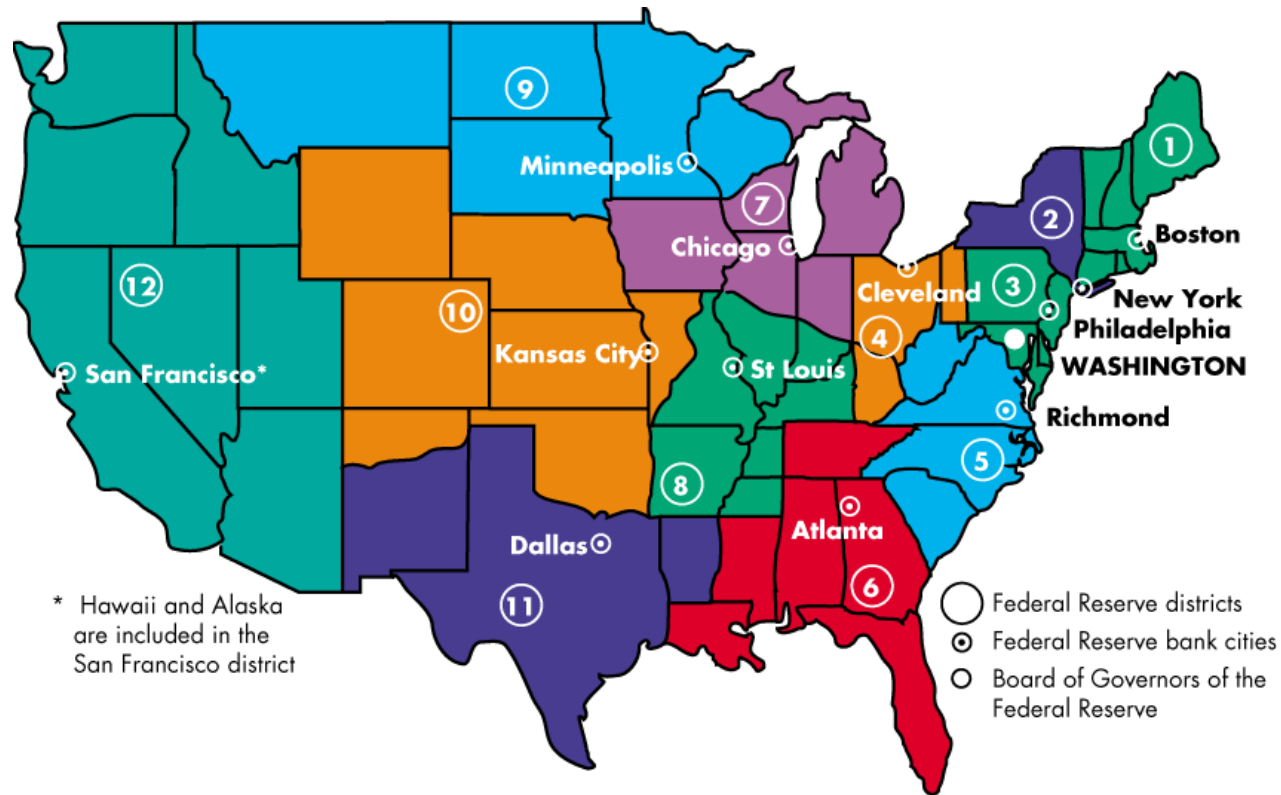 9
1
Minneapolis
7
2
Boston
Chicago
12
10
Cleveland
3
New York
4
Philadelphia
Kansas City
St Louis
WASHINGTON
San Francisco*
Richmond
5
8
Atlanta
Dallas
11
6
* Hawaii and Alaska
are included in the
San Francisco district
Federal Reserve districts
Federal Reserve bank cities
Board of Governors of the
Federal Reserve